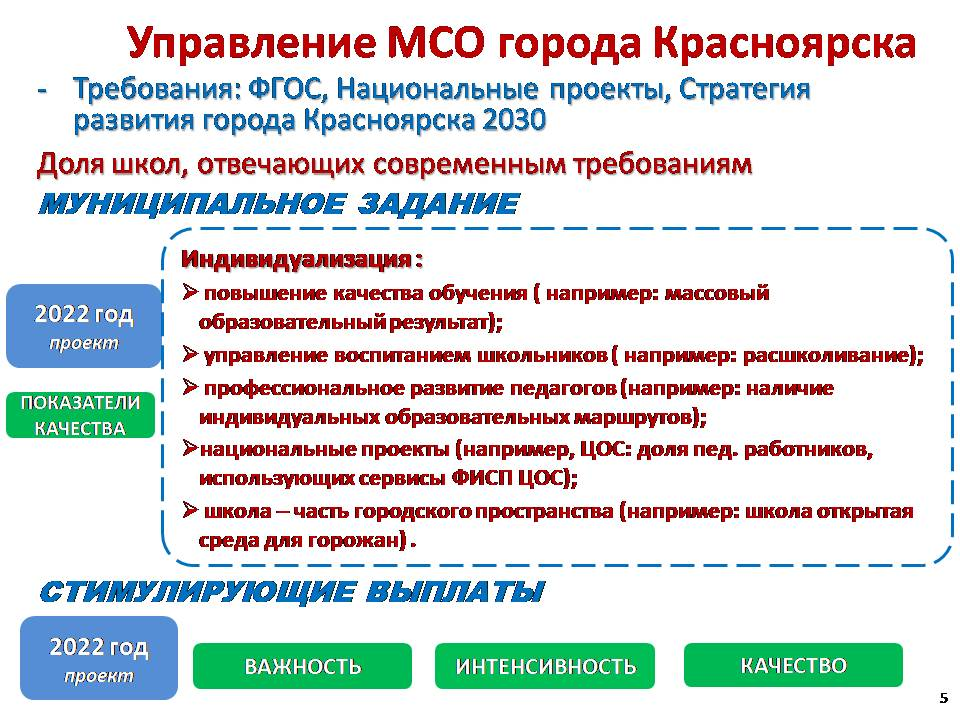 Управление МСО города Красноярска
- Требования: ФГОС, Национальные проекты, Стратегия
развития города Красноярска 2030
Доля школ, отвечающих современным требованиям
МУНИЦИПАЛЬНОЕ ЗАДАНИЕ
2022 год
проект
ПОКАЗАТЕЛИ
КАЧЕСТВА
Индивидуализация :
➢ повышение качества обучения ( например: массовый
образовательный результат);
➢ управление воспитанием школьников ( например: расшколивание);
➢ профессиональное развитие педагогов (например: наличие
индивидуальных образовательных маршрутов);
➢национальные проекты (например, ЦОС: доля пед. работников,
использующих сервисы ФИСП ЦОС);
➢ школа – часть городского пространства (например: школа открытая
среда для горожан) .
СТИМУЛИРУЮЩИЕ ВЫПЛАТЫ
2022 год
проект
ВАЖНОСТЬ
ИНТЕНСИВНОСТЬ
КАЧЕСТВО
5